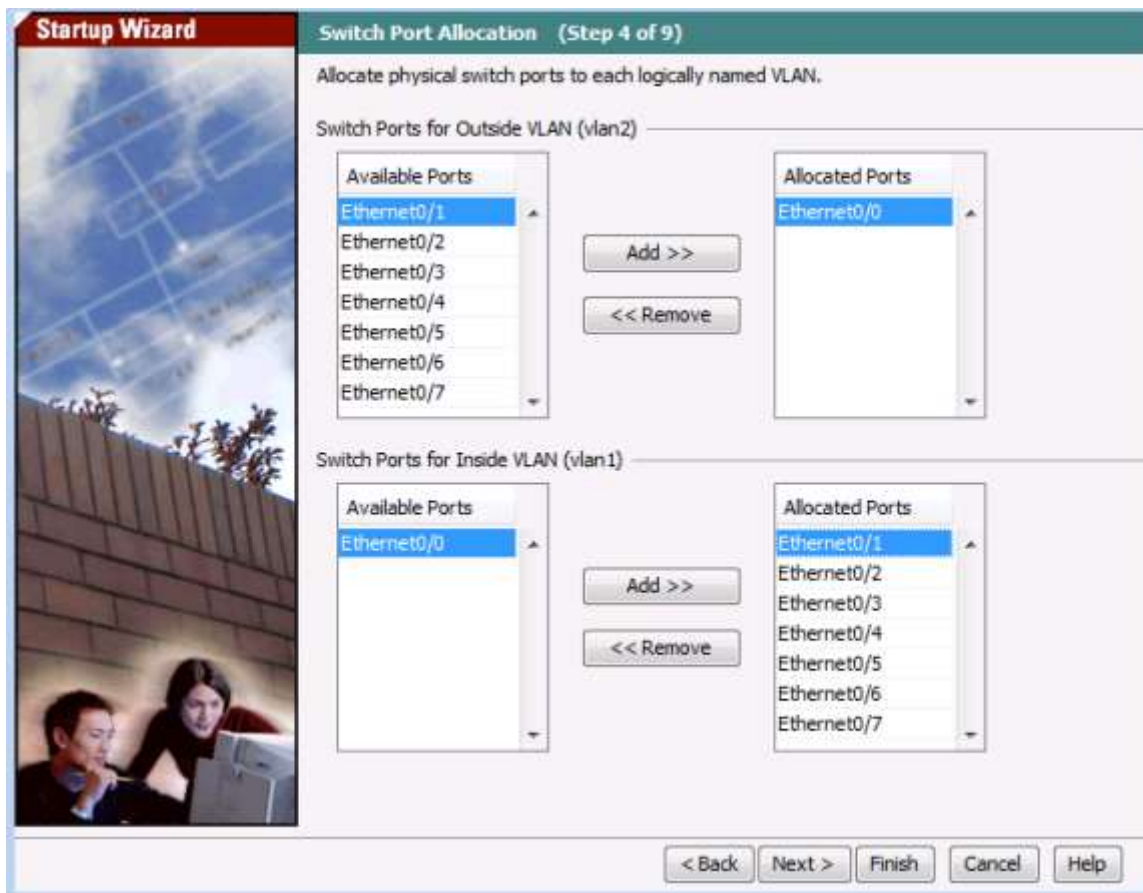 Startup Wizard
Switch Port Allocation (Step 4 of 9)
Allocate physical switch ports to each logically named VLAN.
Switch Ports for Outside VLAN (vlan2)
Available Ports
Ethernet0/1
Ethernet0/2
Ethernet0/3
Ethernet0/4
Ethernet0/5
Ethernet0/6
Ethernet0/7
Add >>
<< Remove
Allocated Ports
Ethernet0/0
Switch Ports for Inside VLAN (vlan1)
Available Ports
Ethernet0/0
Add >>
<< Remove
Allocated Ports
Ethernet0/1
Ethernet0/2
Ethernet0/3
Ethernet0/4
Ethernet0/5
Ethernet0/6
Ethernet0/7
< Back Next > Finish Cancel Help